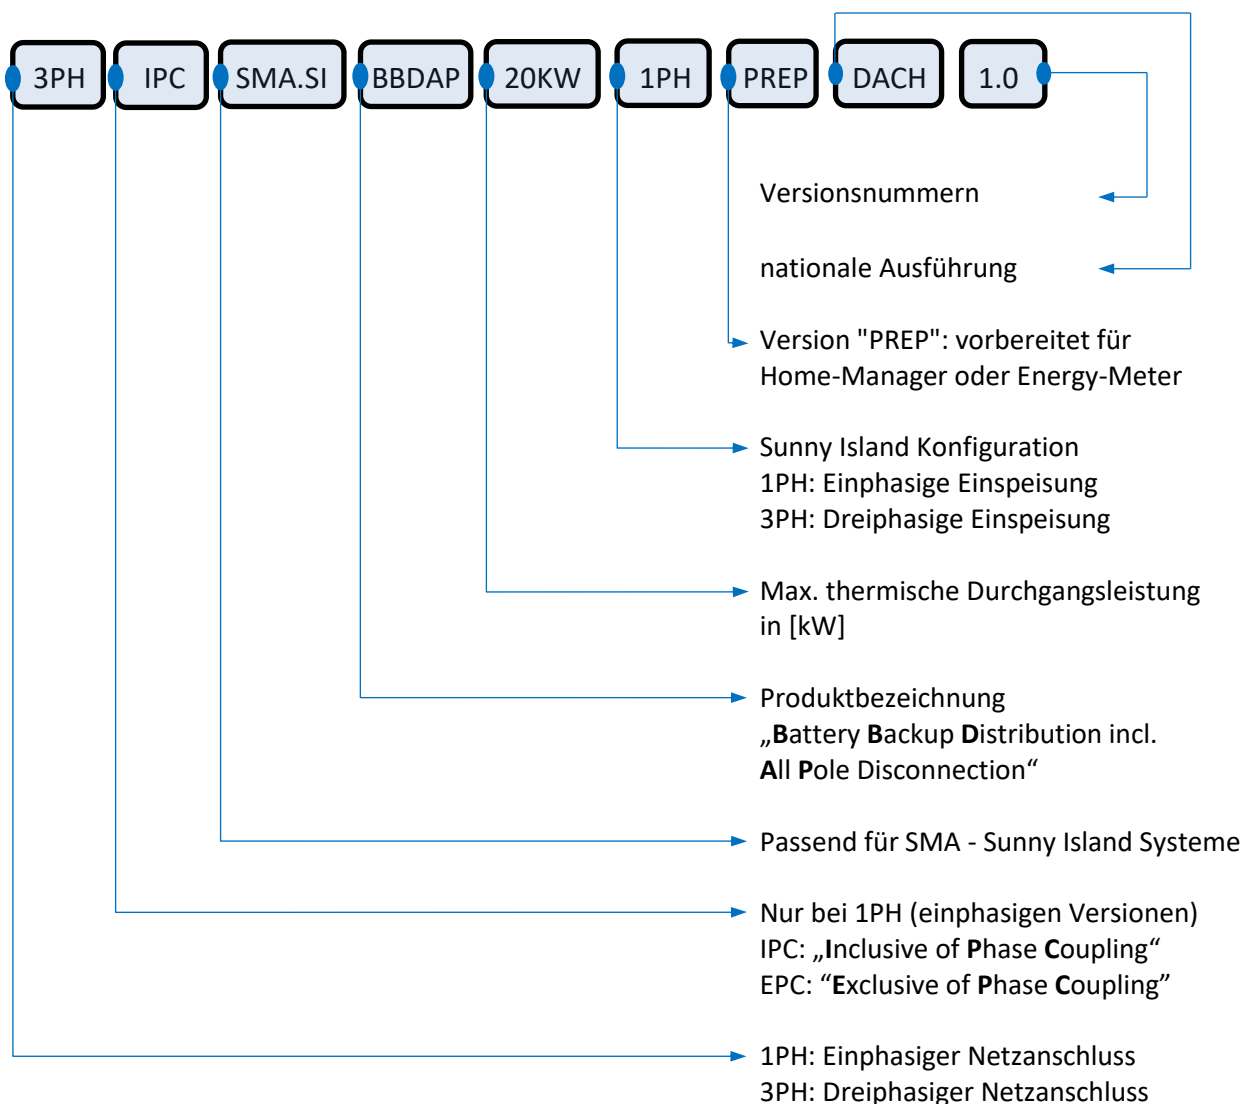 3PH IPC SMA.SI BBDAP 20KW 1PH PREP DACH 1.0
Versionsnummern
nationale Ausführung
Version "PREP": vorbereitet für
Home-Manager oder Energy-Meter
Sunny Island Konfiguration
1PH: Einphasige Einspeisung
3PH: Dreiphasige Einspeisung
Max. thermische Durchgangsleistung
in [kW]
Produktbezeichnung
„Battery Backup Distribution incl.
All Pole Disconnection“
Passend für SMA - Sunny Island Systeme
Nur bei 1PH (einphasigen Versionen)
IPC: „Inclusive of Phase Coupling“
EPC: “Exclusive of Phase Coupling”
1PH: Einphasiger Netzanschluss
3PH: Dreiphasiger Netzanschluss